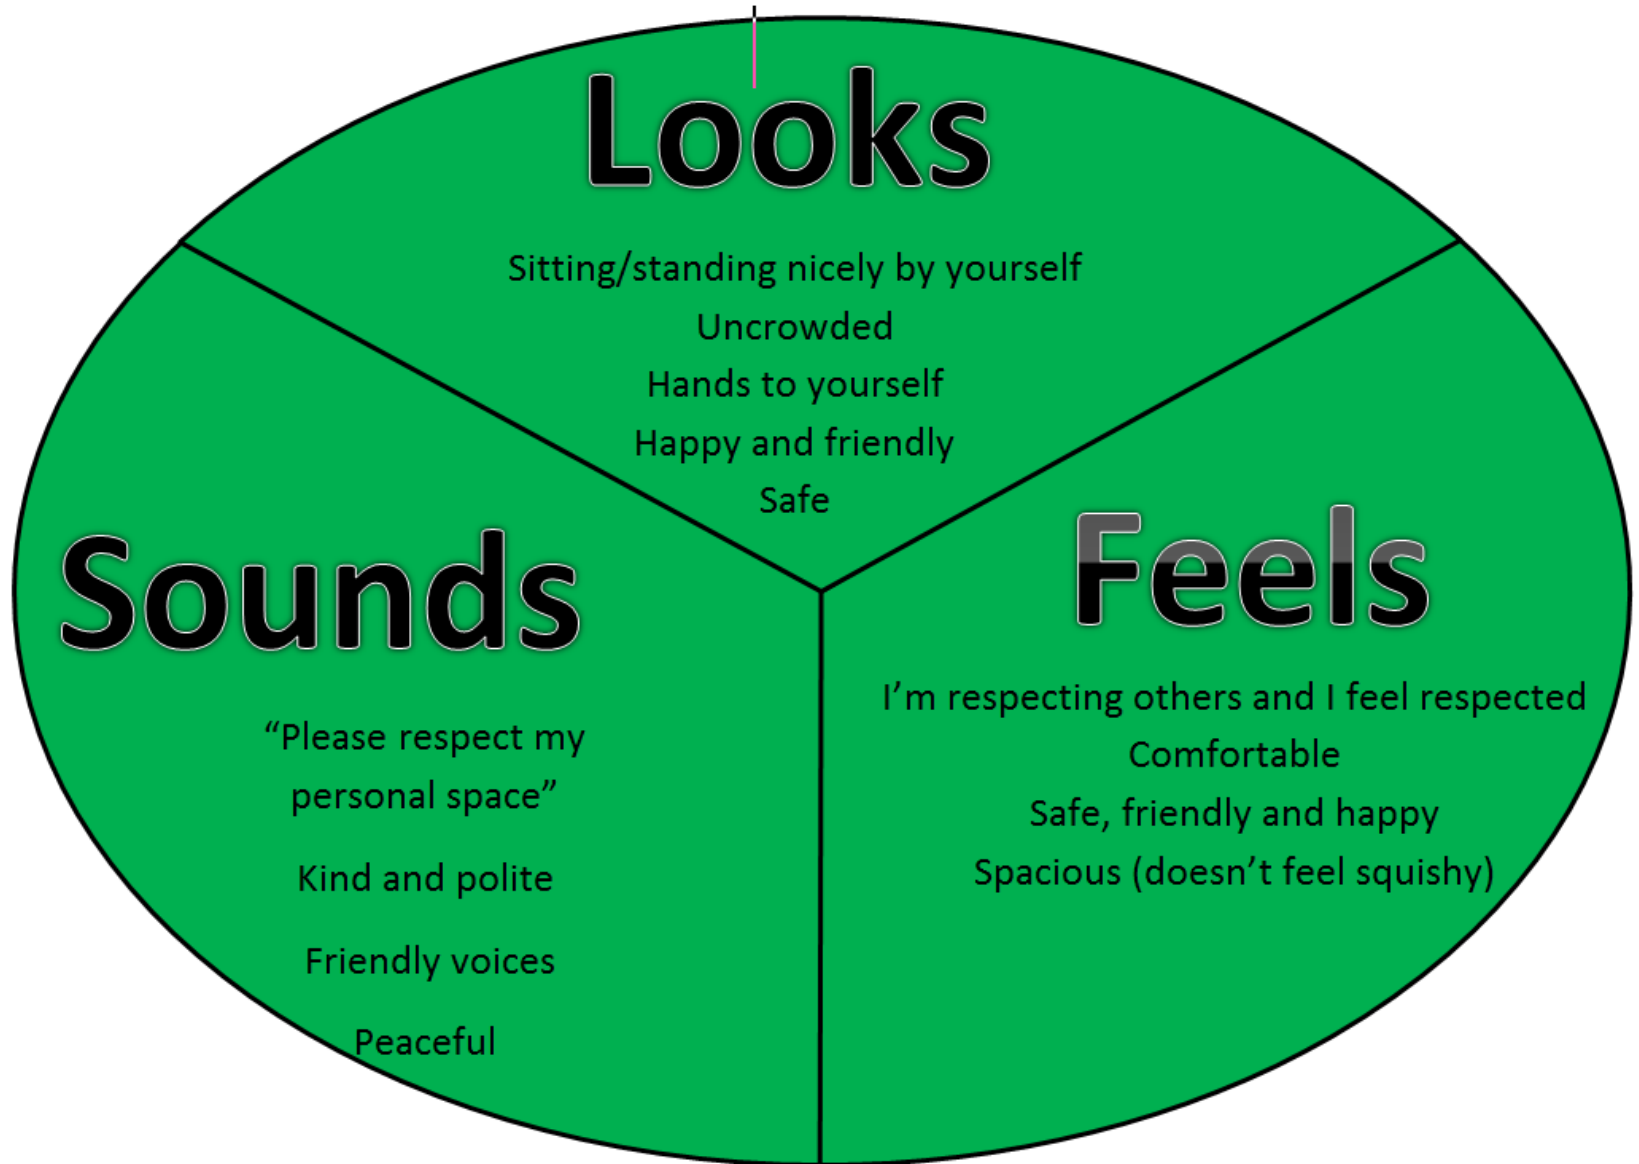 Looks
Sitting/standing nicely by yourself
Uncrowded
Hands to yourself
Happy and friendly
Safe
Sounds
“Please respect my
personal space”
Kind and polite
Friendly voices
Peaceful
Feels
I’m respecting others and I feel respected
Comfortable
Safe, friendly and happy
Spacious (doesn’t feel squishy)